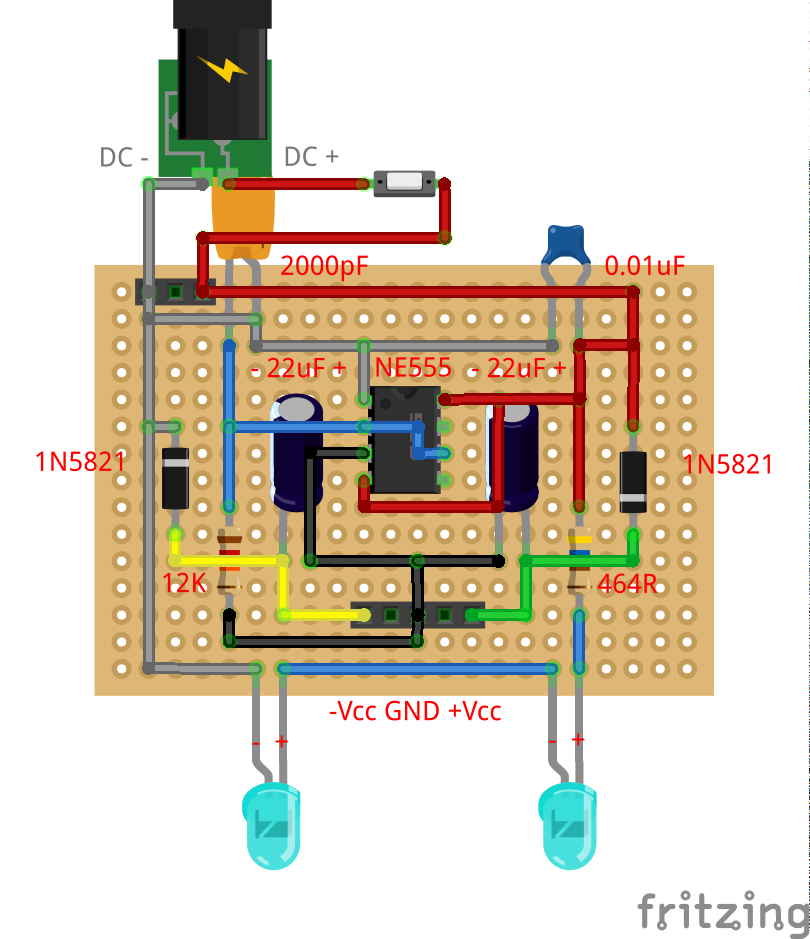 DC -
DC +
2000pF
0.01uF
- 22uF +
NE555
- 22uF +
1N5821
1N5821
12K
464R
-Vcc GND +Vcc
- +
- +
fritzing